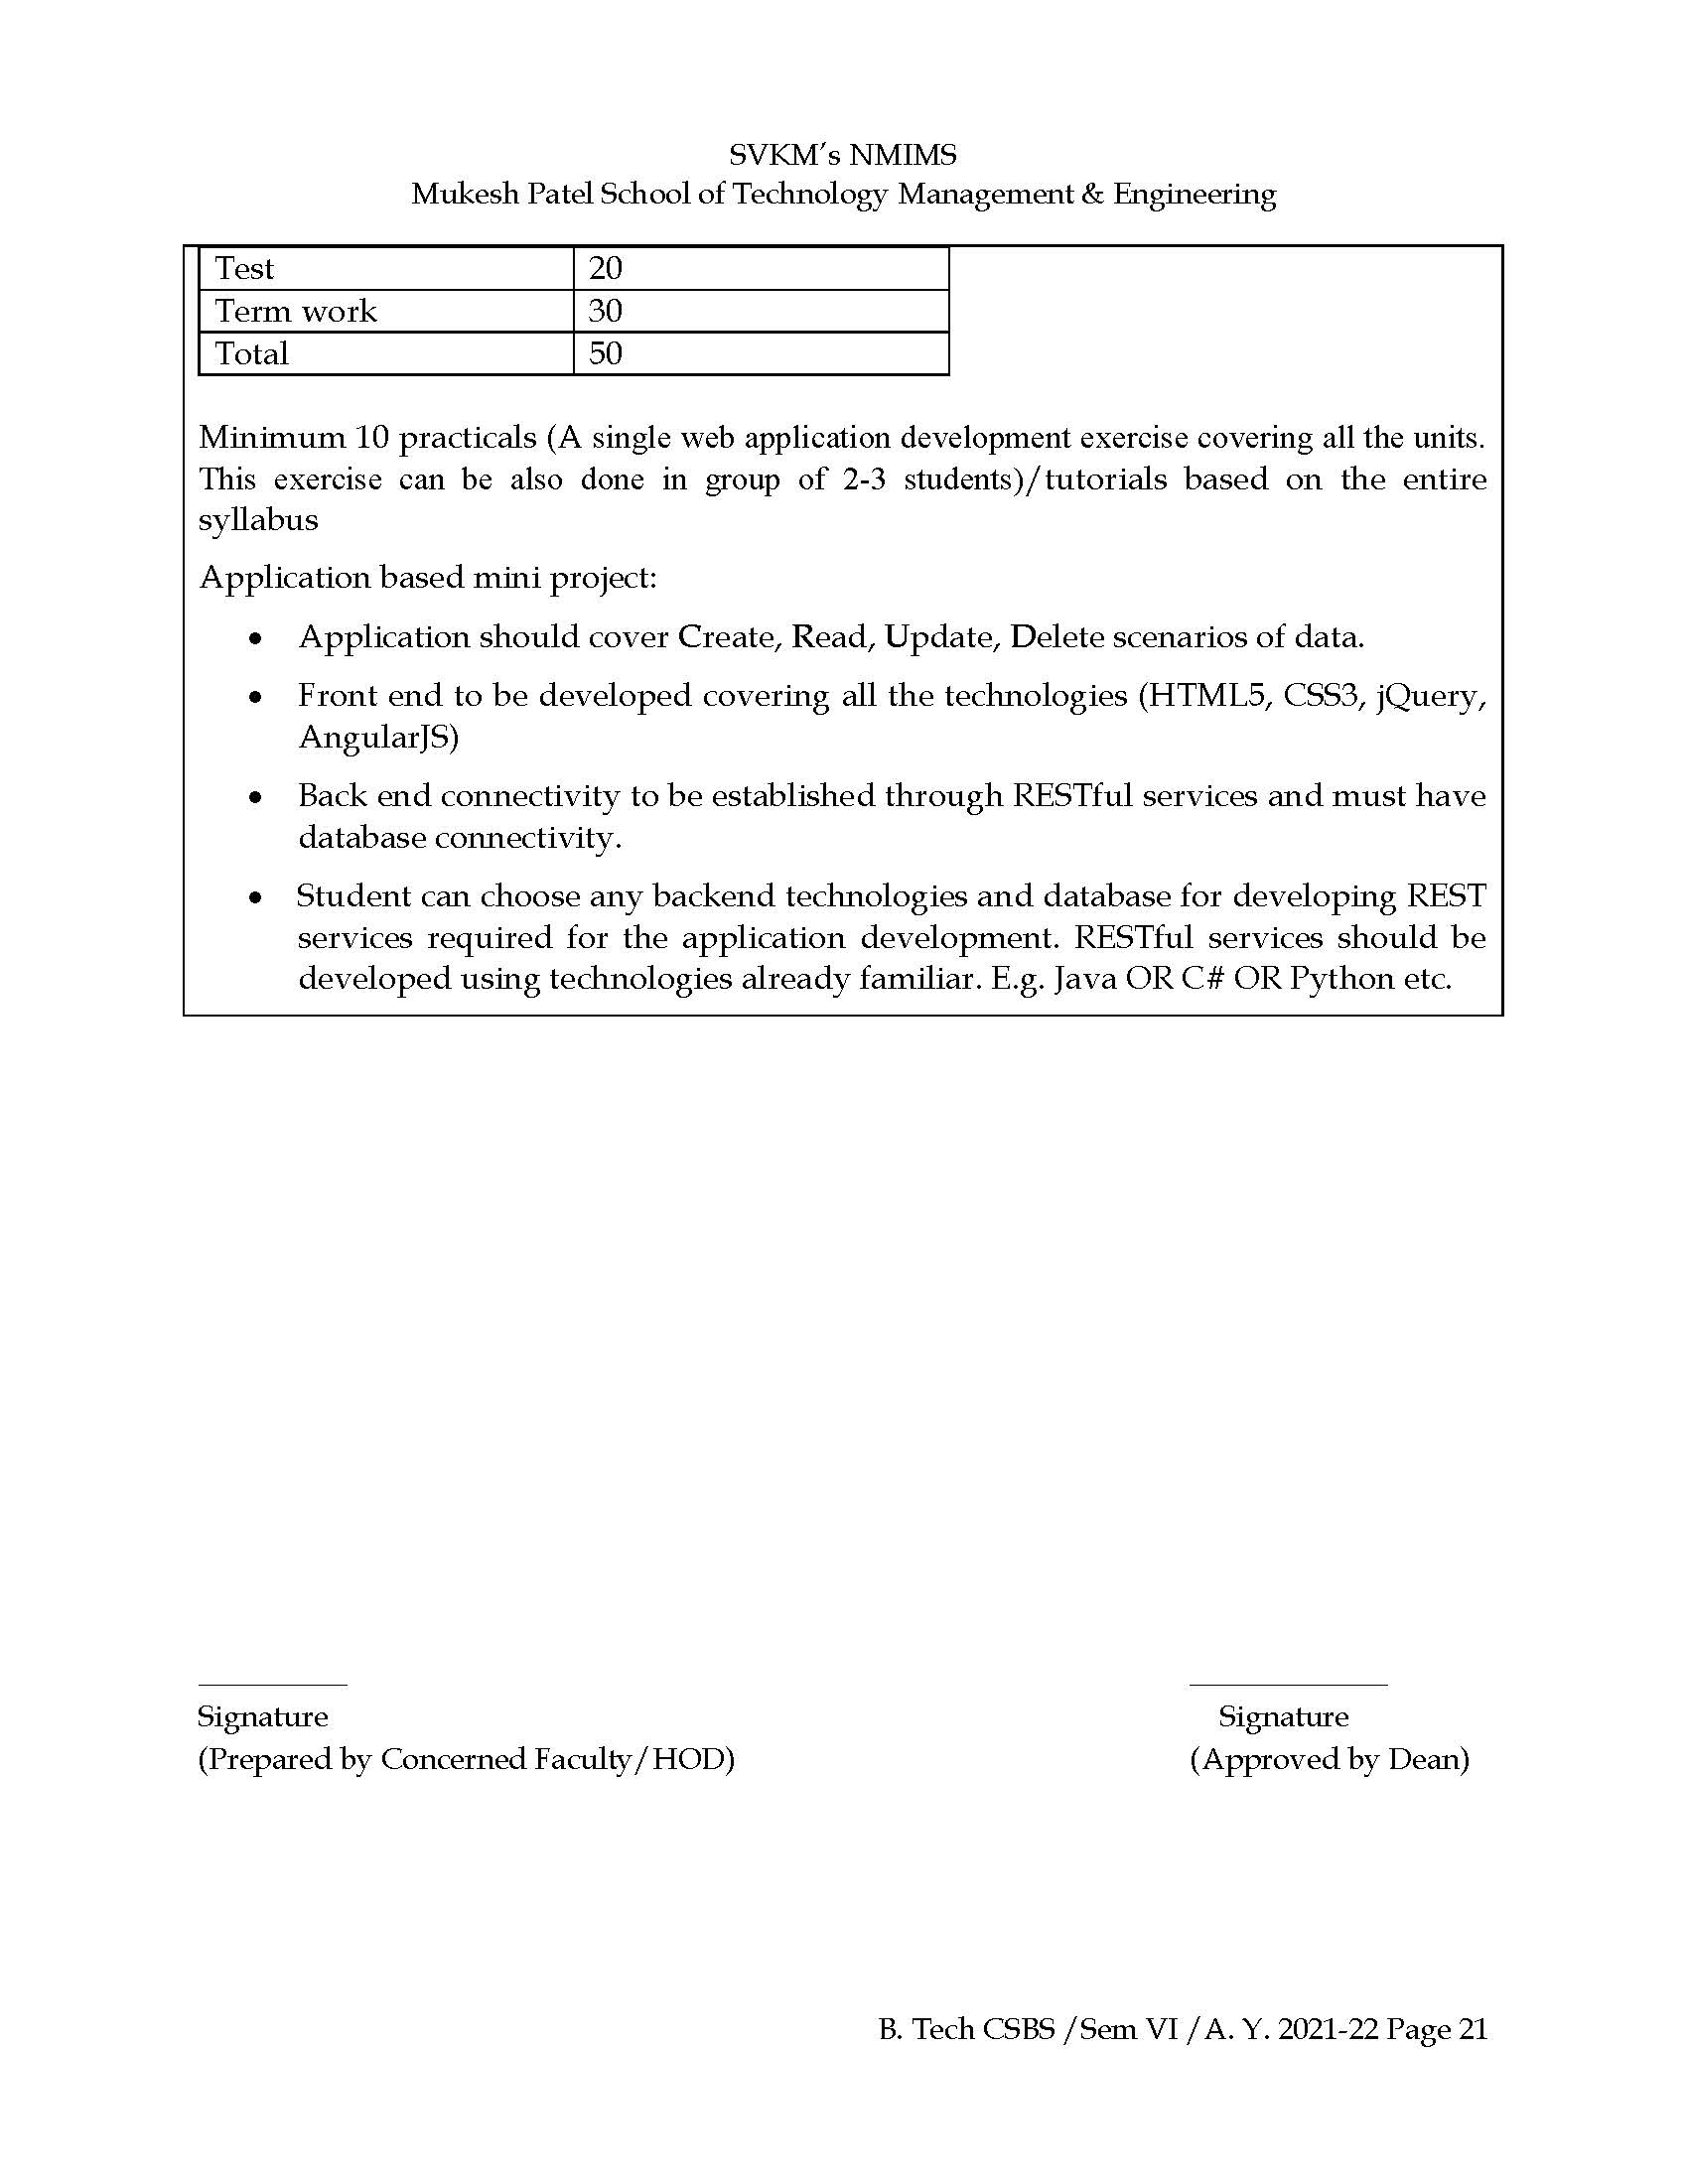 SVKM's NMIMS
Mukesh Patel School of Technology Management & Engineering
Test 20
Term work 30
Total 50
Minimum 10 practicals (A single web application development exercise covering all the units.
This exercise can be also done in group of 2-3 students)/tutorials based on the entire
syllabus
Application based mini project:
• Application should cover Create, Read, Update, Delete scenarios of data.
• Front end to be developed covering all the technologies (HTML5, CSS3, jQuery,
AngularJS)
• Back end connectivity to be established through RESTful services and must have
database connectivity.
• Student can choose any backend technologies and database for developing REST
services required for the application development. RESTful services should be
developed using technologies already familiar. E.g. Java OR C# OR Python etc.
Signature Signature
(Prepared by Concerned Faculty/HOD) (Approved by Dean)
B. Tech CSBS /Sem VI /A. Y. 2021-22 Page 21